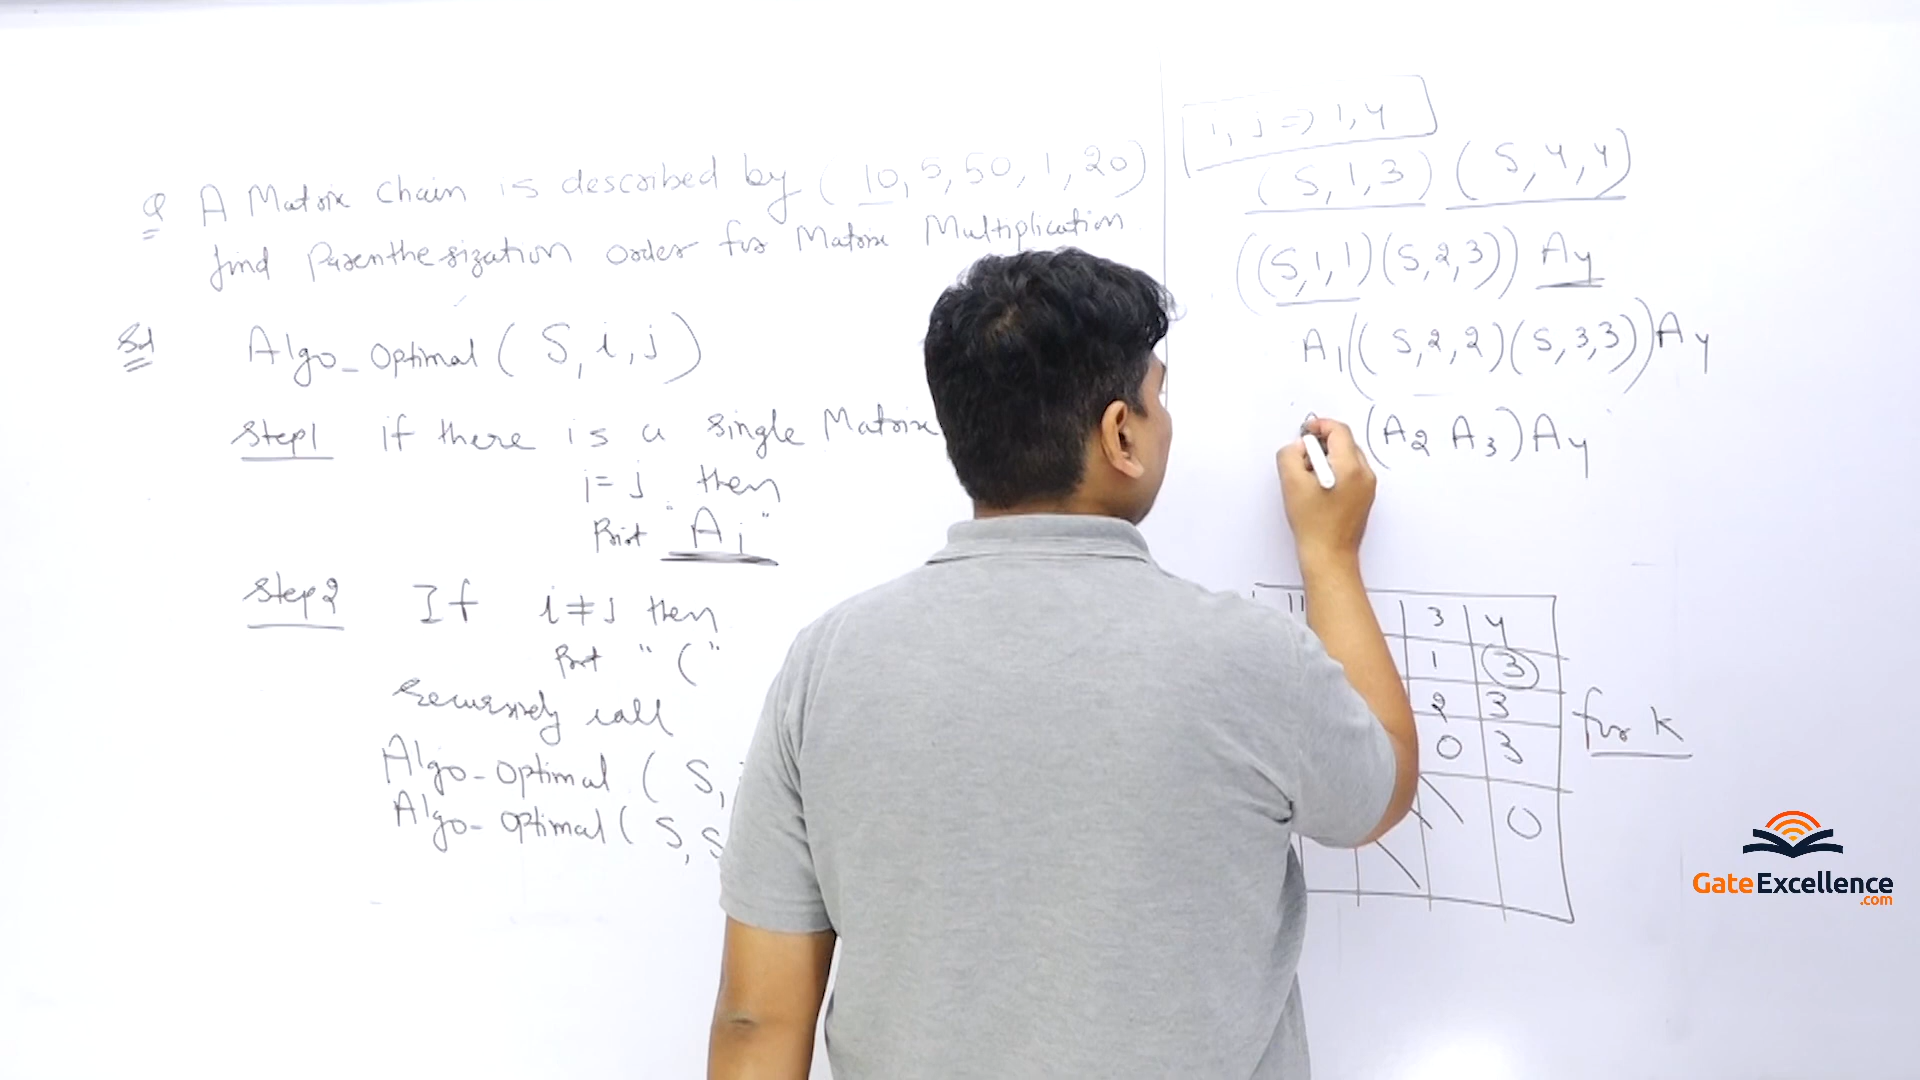 Q A Matrix Chain is described by (10, 5, 50, 1, 20)
find Parenthesization order for Matrix Multiplication
Sol Algo_Optimal (S, i, j)
Step1 if there is a single Matrix
i = j then
Print "Ai"
Step2 If i ≠ j then
Print "("
recursively call
Algo-Optimal (S,
Algo-Optimal (S, S
i, j => 1, 4
(S, 1, 3) (S, 4, 4)
((S, 1, 1) (S, 2, 3)) A4
A1((S, 2, 2) (S, 3, 3)) A4
(A2 A3) A4
3 4
1 3
2 3
0 3
0
for K
GateExcellence
.com